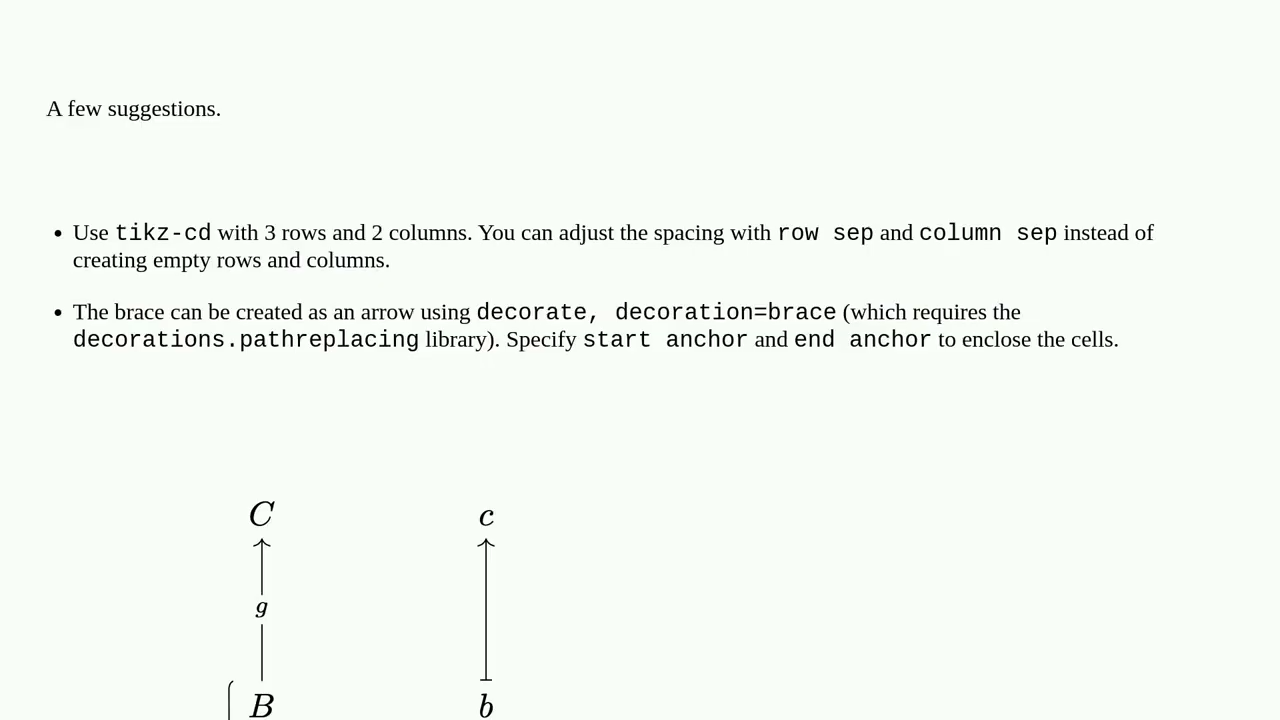 A few suggestions.
• Use tikz-cd with 3 rows and 2 columns. You can adjust the spacing with row sep and column sep instead of
creating empty rows and columns.
• The brace can be created as an arrow using decorate, decoration=brace (which requires the
decorations.pathreplacing library). Specify start anchor and end anchor to enclose the cells.
C c
g
B b